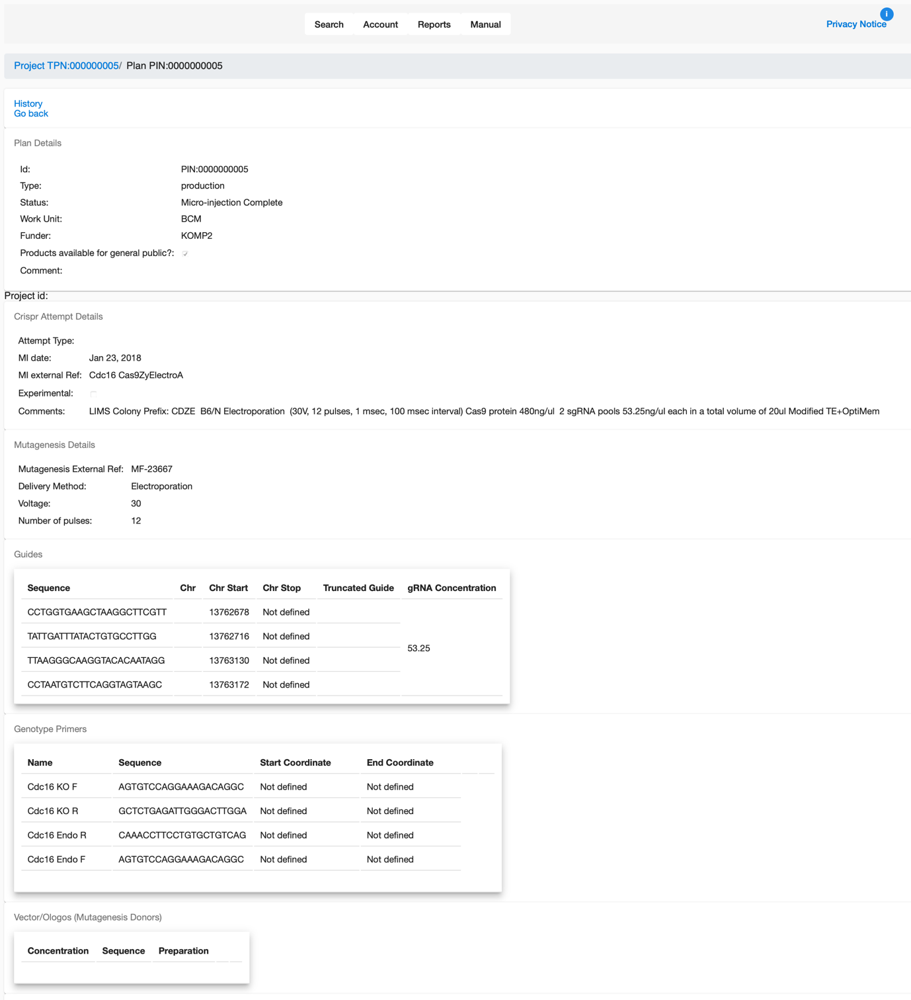 Search Account Reports Manual
i
Privacy Notice
Project TPN:000000005/ Plan PIN:0000000005
History
Go back
Plan Details
Id: PIN:0000000005
Type: production
Status: Micro-injection Complete
Work Unit: BCM
Funder: KOMP2
Products available for general public?:
Comment:
Project id:
Crispr Attempt Details
Attempt Type:
MI date: Jan 23, 2018
MI external Ref: Cdc16 Cas9ZyElectroA
Experimental:
Comments: LIMS Colony Prefix: CDZE B6/N Electroporation (30V, 12 pulses, 1 msec, 100 msec interval) Cas9 protein 480ng/ul 2 sgRNA pools 53.25ng/ul each in a total volume of 20ul Modified TE+OptiMem
Mutagenesis Details
Mutagenesis External Ref: MF-23667
Delivery Method: Electroporation
Voltage: 30
Number of pulses: 12
Guides
Sequence Chr Chr Start Chr Stop Truncated Guide gRNA Concentration
CCTGGTGAAGCTAAGGCTTCGTT 13762678 Not defined
TATTGATTTATACTGTGCCTTGG 13762716 Not defined
53.25
TTAAGGGCAAGGTACACAATAGG 13763130 Not defined
CCTAATGTCTTCAGGTAGTAAGC 13763172 Not defined
Genotype Primers
Name Sequence Start Coordinate End Coordinate
Cdc16 KO F AGTGTCCAGGAAAGACAGGC Not defined Not defined
Cdc16 KO R GCTCTGAGATTGGGACTTGGA Not defined Not defined
Cdc16 Endo R CAAACCTTCCTGTGCTGTCAG Not defined Not defined
Cdc16 Endo F AGTGTCCAGGAAAGACAGGC Not defined Not defined
Vector/Ologos (Mutagenesis Donors)
Concentration Sequence Preparation